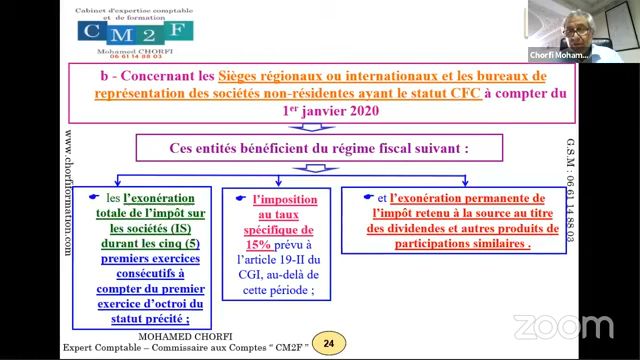 Cabinet d'expertise comptable
et de formation
C M 2 F
Mohamed CHORFI
06 61 14 88 03
Chorfi Moham...
b - Concernant les Sièges régionaux ou internationaux et les bureaux de
représentation des sociétés non-résidentes ayant le statut CFC à compter du
1er janvier 2020
Ces entités bénéficient du régime fiscal suivant :
les l'exonération
totale de l'impôt sur
les sociétés (IS)
durant les cinq (5)
premiers exercices
consécutifs à
compter du premier
exercice d'octroi du
statut précité ;
l'imposition
au taux
spécifique de
15% prévu à
l'article 19-II du
CGI, au-delà de
cette période ;
et l'exonération permanente de
l'impôt retenu à la source au titre
des dividendes et autres produits de
participations similaires .
www.chorfiformation.com
G.S.M : 06 61 14 88 03
MOHAMED CHORFI
Expert Comptable – Commissaire aux Comptes “ CM2F ”
24
zoom